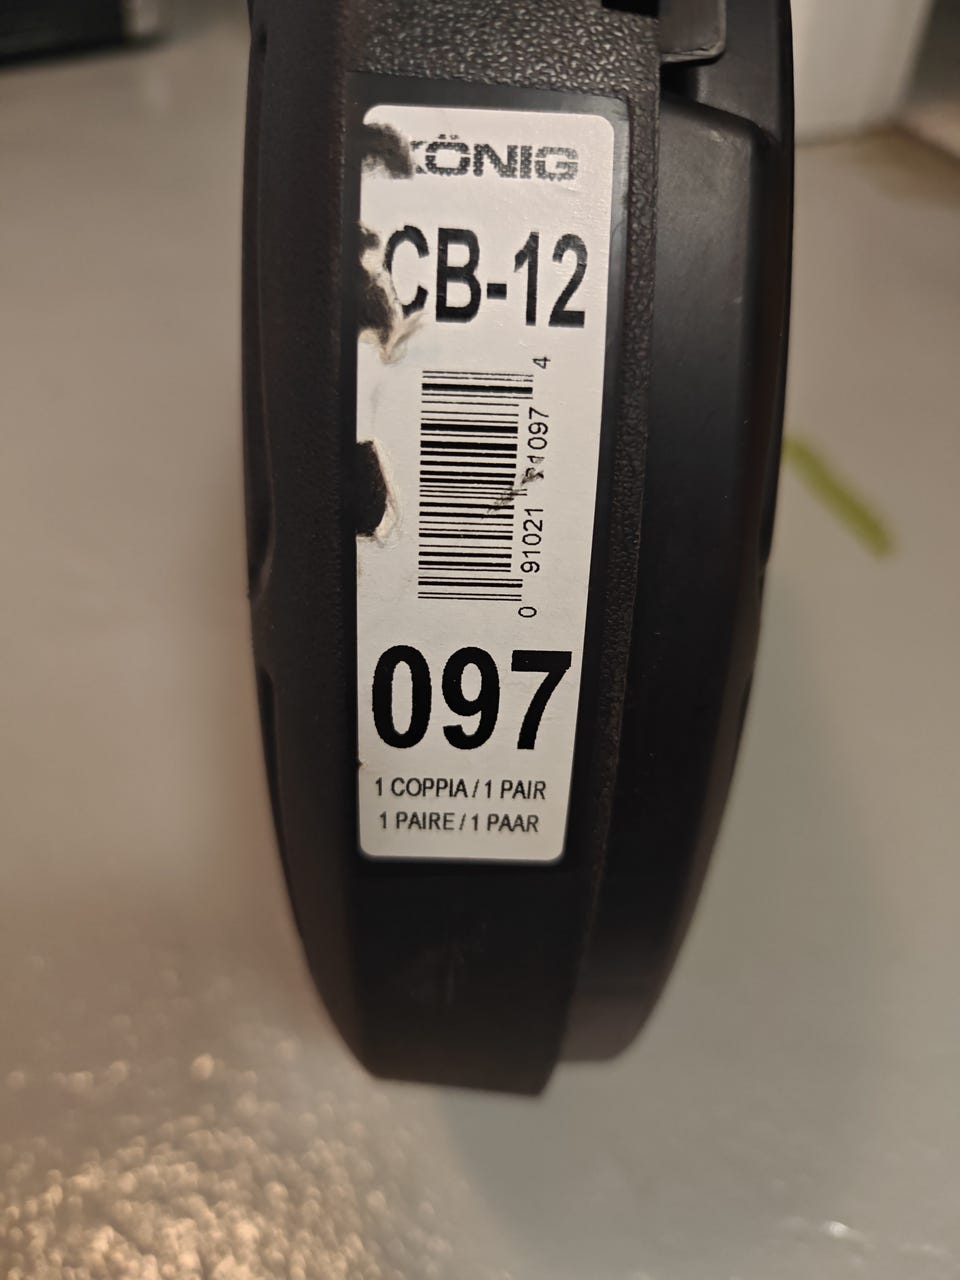 KÖNIG
CB-12
0 91021 1097 4
097
1 COPPIA / 1 PAIR
1 PAIRE / 1 PAAR